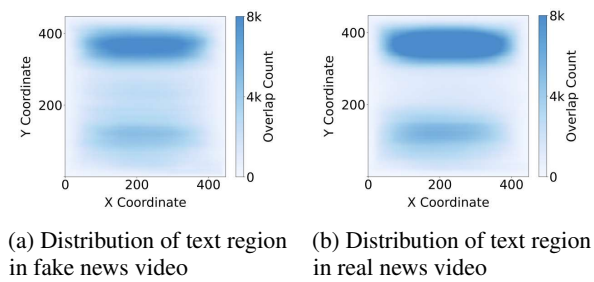 8k
400
Y Coordinate
200
4k
Overlap Count
0
0
200
400
X Coordinate
8k
400
Y Coordinate
200
4k
Overlap Count
0
0
200
400
X Coordinate
(a) Distribution of text region
in fake news video
(b) Distribution of text region
in real news video